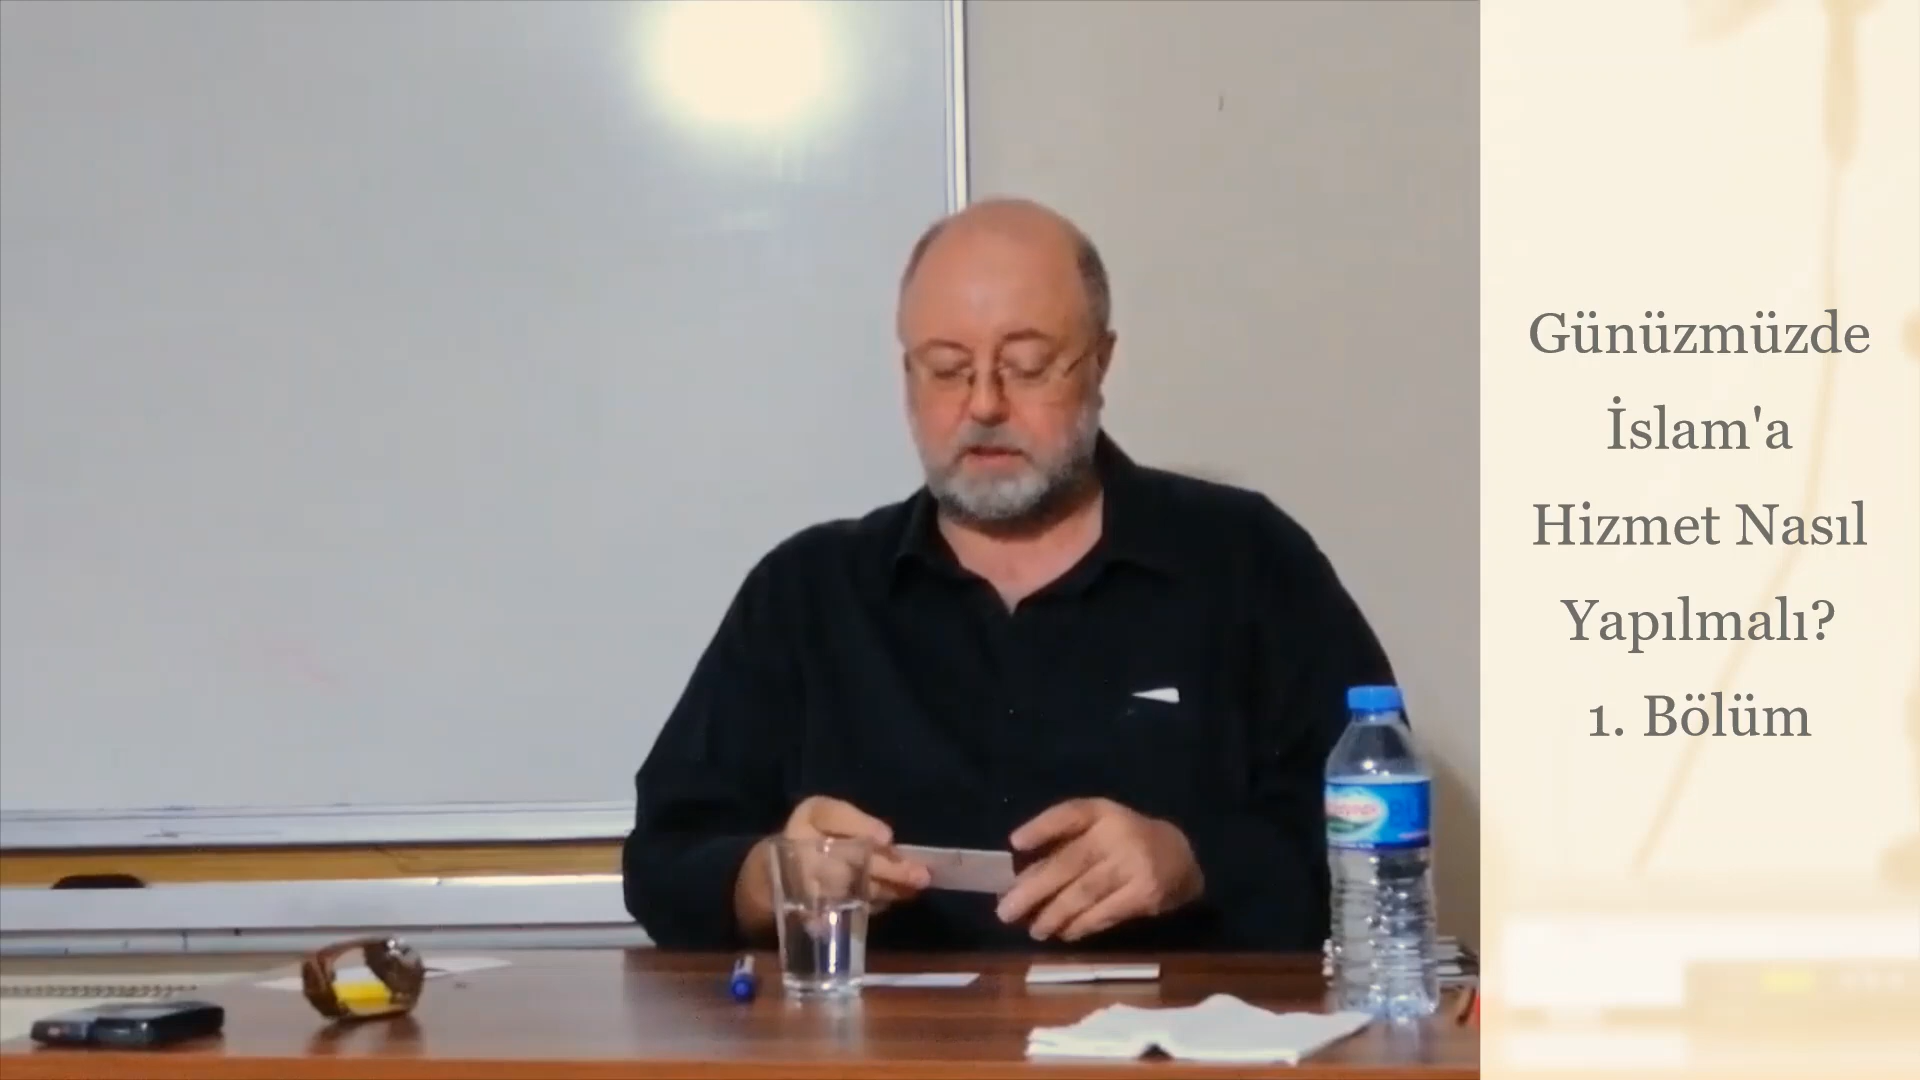 Günüzmüzde
İslam'a
Hizmet Nasıl
Yapılmalı?
1. Bölüm